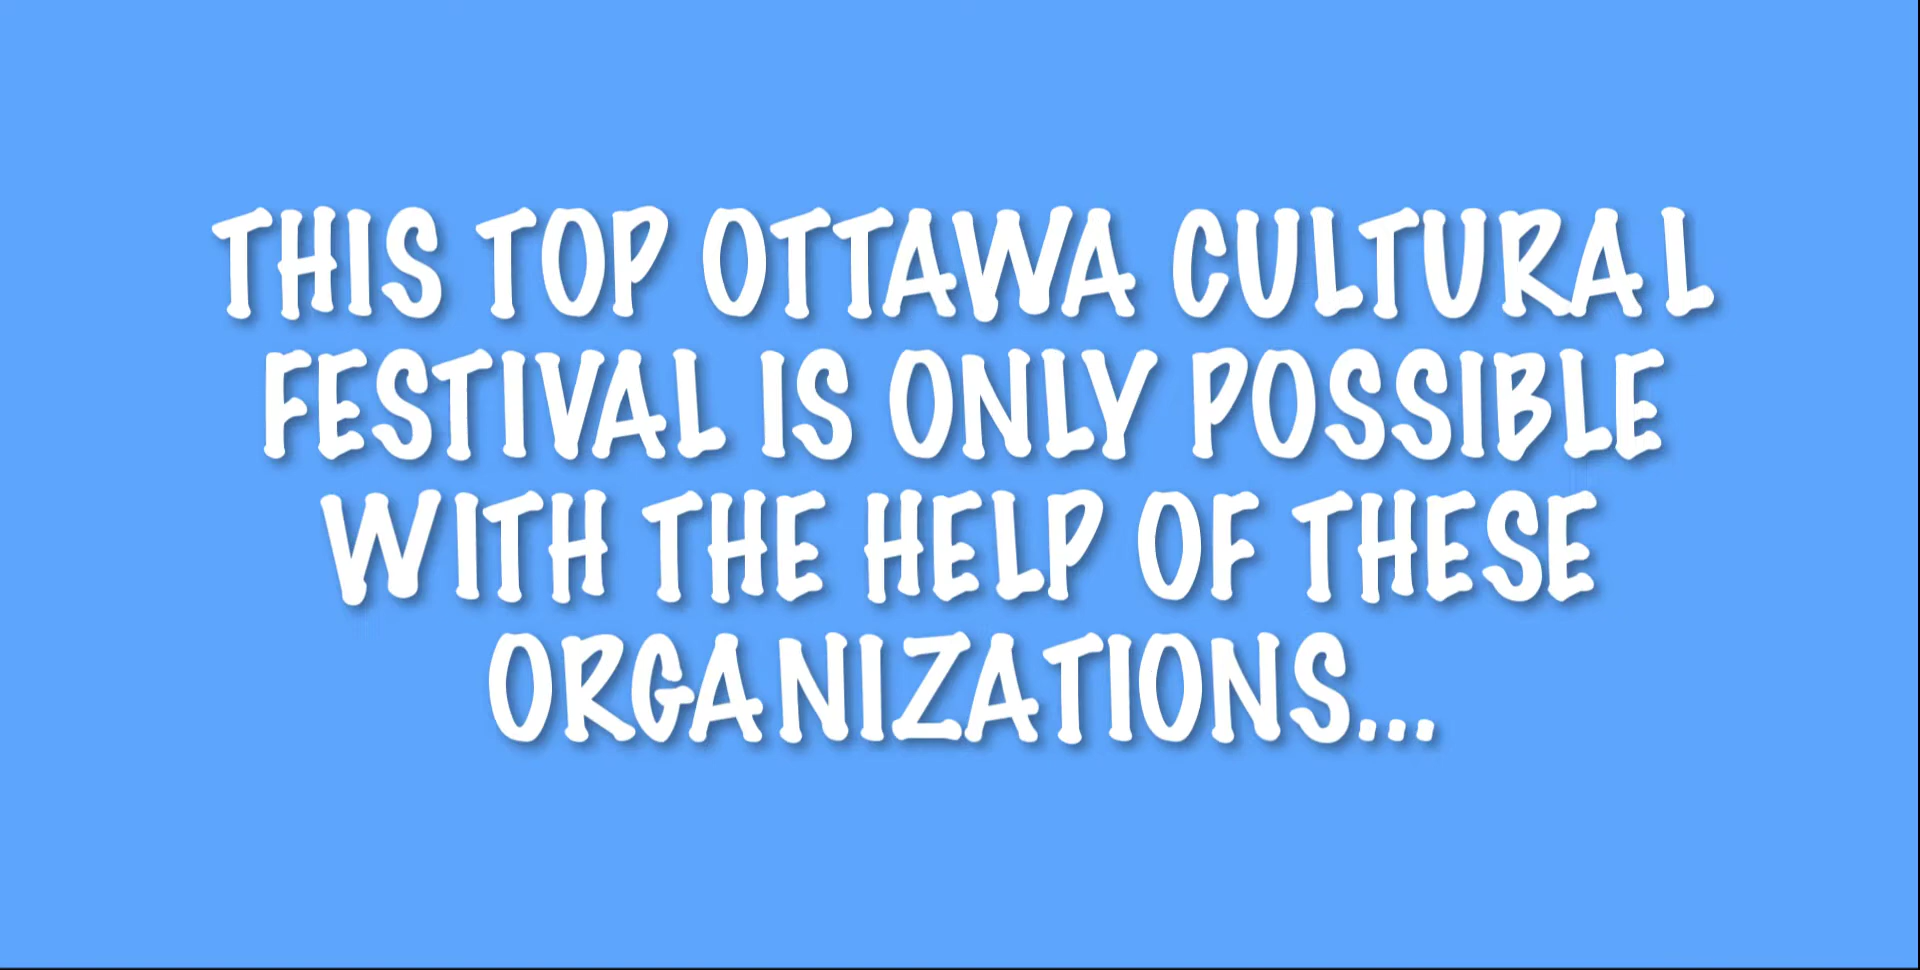 THIS TOP OTTAWA CULTURAL
FESTIVAL IS ONLY POSSIBLE
WITH THE HELP OF THESE
ORGANIZATIONS...